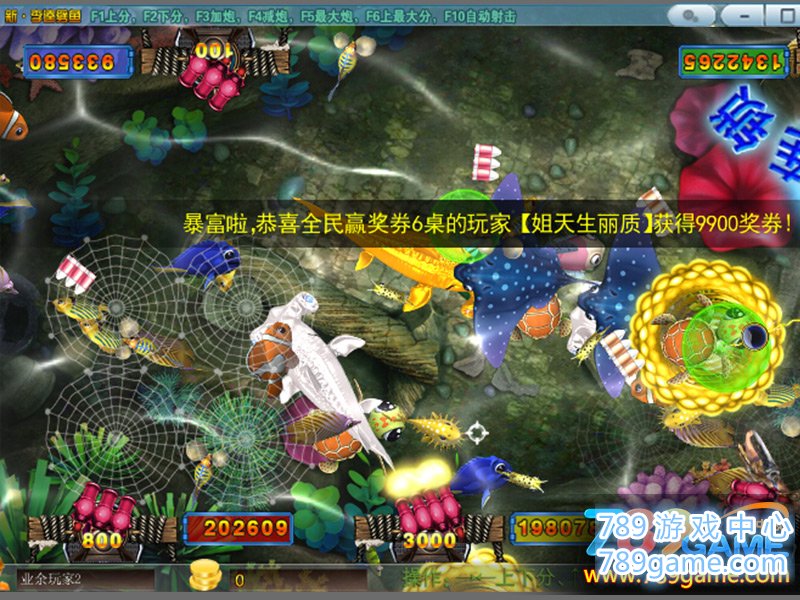 新·李逵劈鱼 F1上分，F2下分，F3加炮，F4减炮，F5最大炮，F6上最大分，F10自动射击
933580
100
1342265
暴富啦,恭喜全民赢奖券6桌的玩家【姐天生丽质】获得9900奖券!
800
202609
3000
198078
789游戏中心
789game.com
www.789game.com
业余玩家2
0